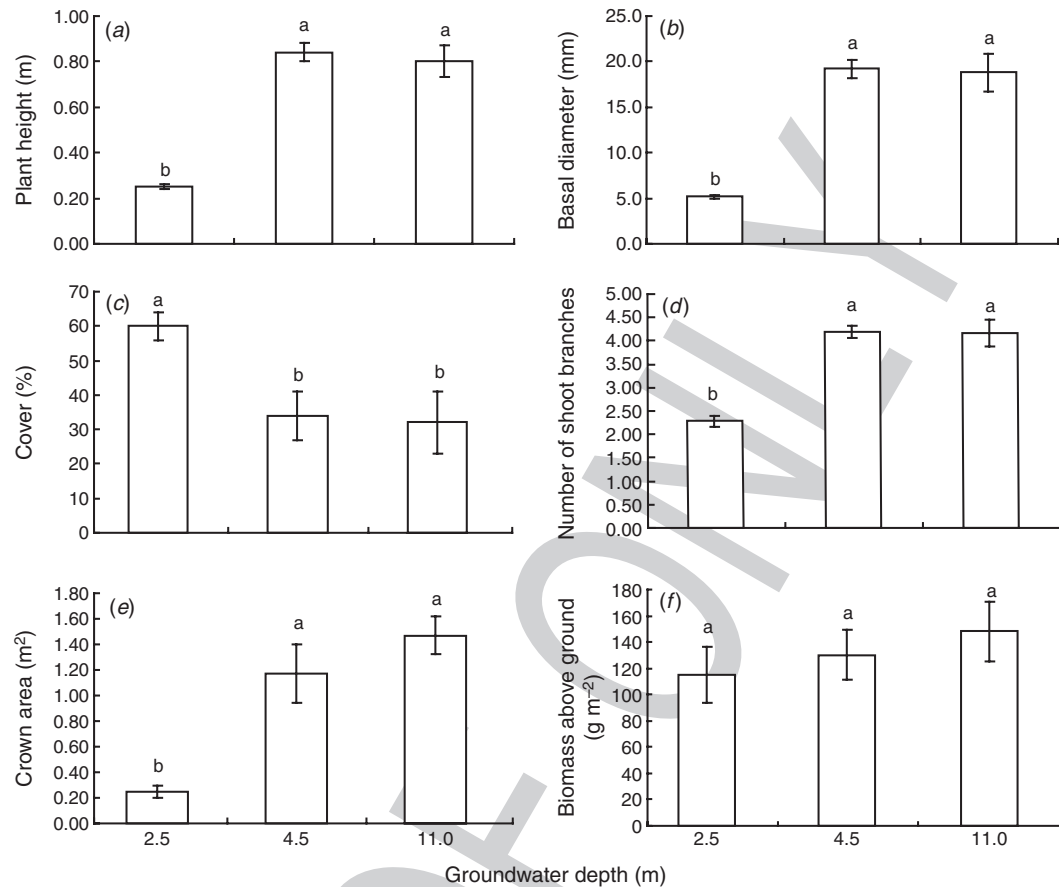 (a)
Plant height (m)
1.00
0.80
0.60
0.40
0.20
0.00
b
a
a
(b)
Basal diameter (mm)
25.0
20.0
15.0
10.0
5.0
0.0
b
a
a
(c)
Cover (%)
70
60
50
40
30
20
10
0
a
b
b
(d)
Number of shoot branches
5.00
4.50
4.00
3.50
3.00
2.50
2.00
1.50
1.00
0.50
0.00
b
a
a
(e)
Crown area (m²)
1.80
1.60
1.40
1.20
1.00
0.80
0.60
0.40
0.20
0.00
b
a
a
2.5
4.5
11.0
(f)
Biomass above ground
(g m⁻²)
180
160
140
120
100
80
60
40
20
0
a
a
a
2.5
4.5
11.0
Groundwater depth (m)
ONLY